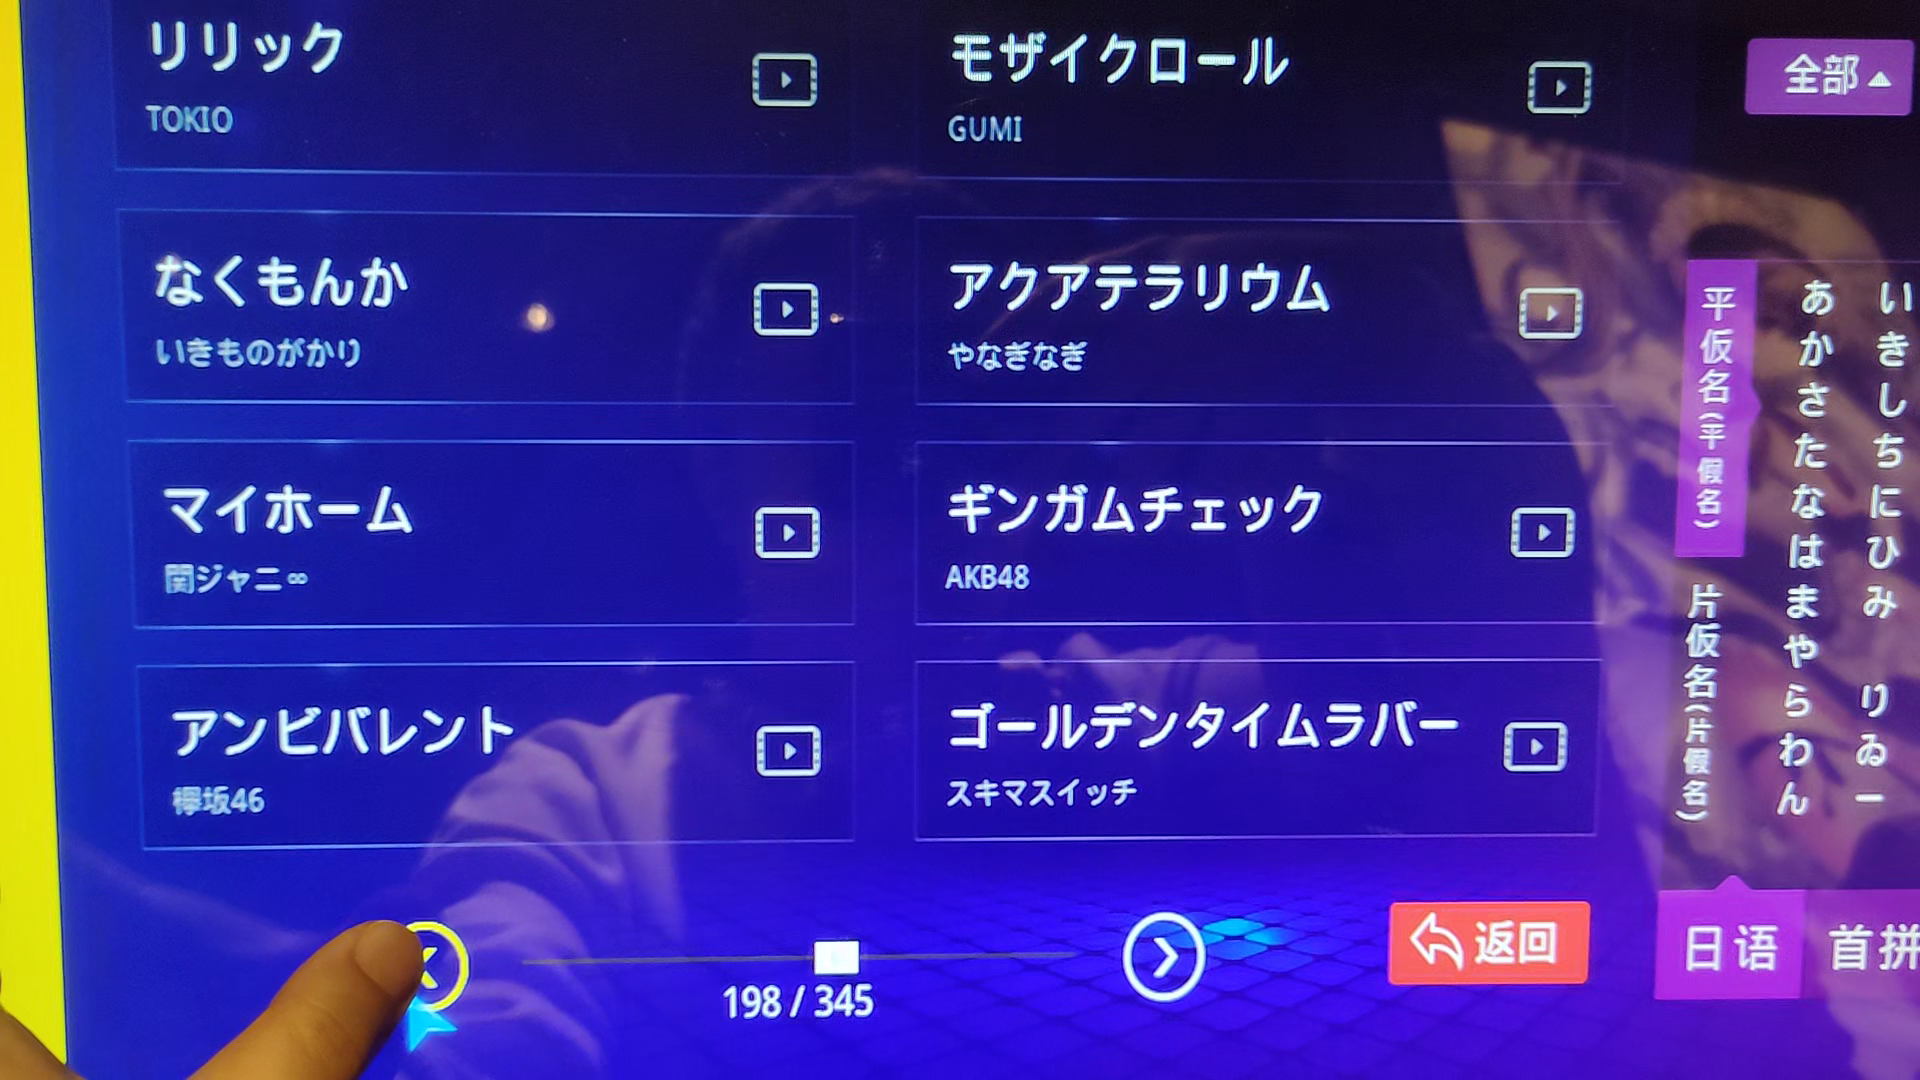 リリック
TOKIO
モザイクロール
GUMI
全部
なくもんか
いきものがかり
アクアテラリウム
やなぎなぎ
マイホーム
関ジャニ∞
ギンガムチェック
AKB48
アンビバレント
欅坂46
ゴールデンタイムラバー
スキマスイッチ
平仮名(平假名)
片仮名(片假名)
あかさたなはまやらわん
いきしちにひみ りゐー
198 / 345
返回
日语
首拼